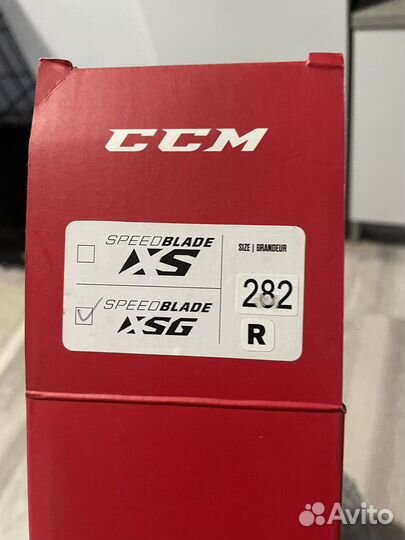 CCM
SPEEDBLADE
XS
SIZE | GRANDEUR
282
SPEEDBLADE
XSG
R
Avito